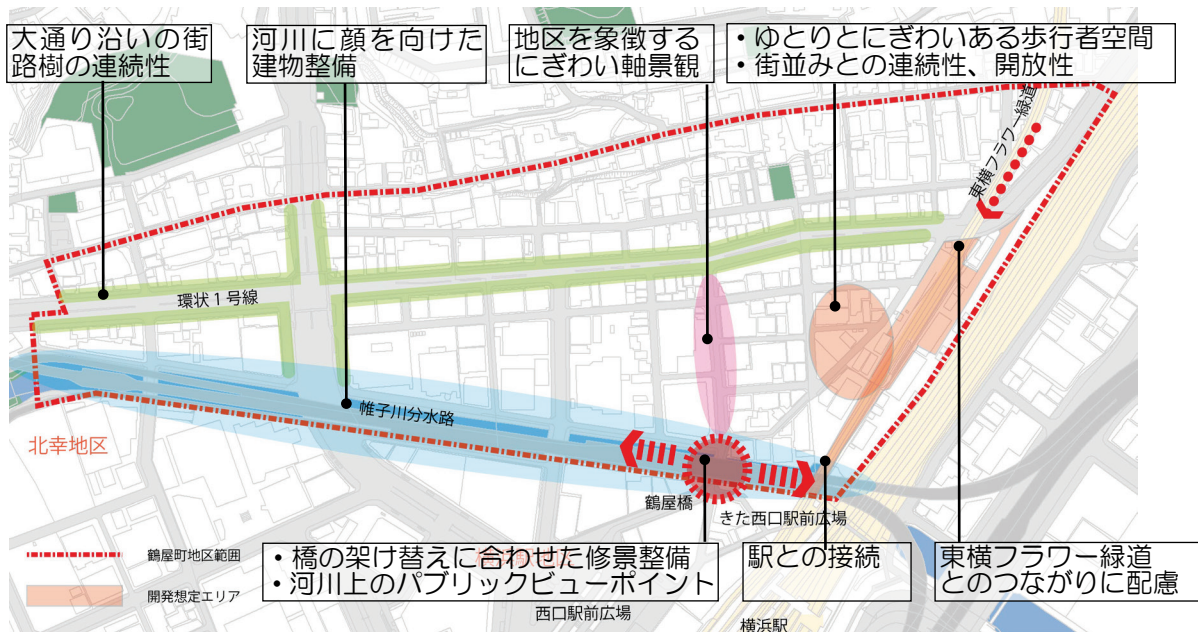 大通り沿いの街
路樹の連続性
河川に顔を向けた
建物整備
地区を象徴する
にぎわい軸景観
・ゆとりとにぎわいある歩行者空間
・街並みとの連続性、開放性
東横フラワー緑道
環状１号線
帷子川分水路
北幸地区
鶴屋橋
きた西口駅前広場
鶴屋町地区範囲
開発想定エリア
・橋の架け替えに合わせた修景整備
・河川上のパブリックビューポイント
駅との接続
東横フラワー緑道
とのつながりに配慮
西口駅前広場
横浜駅